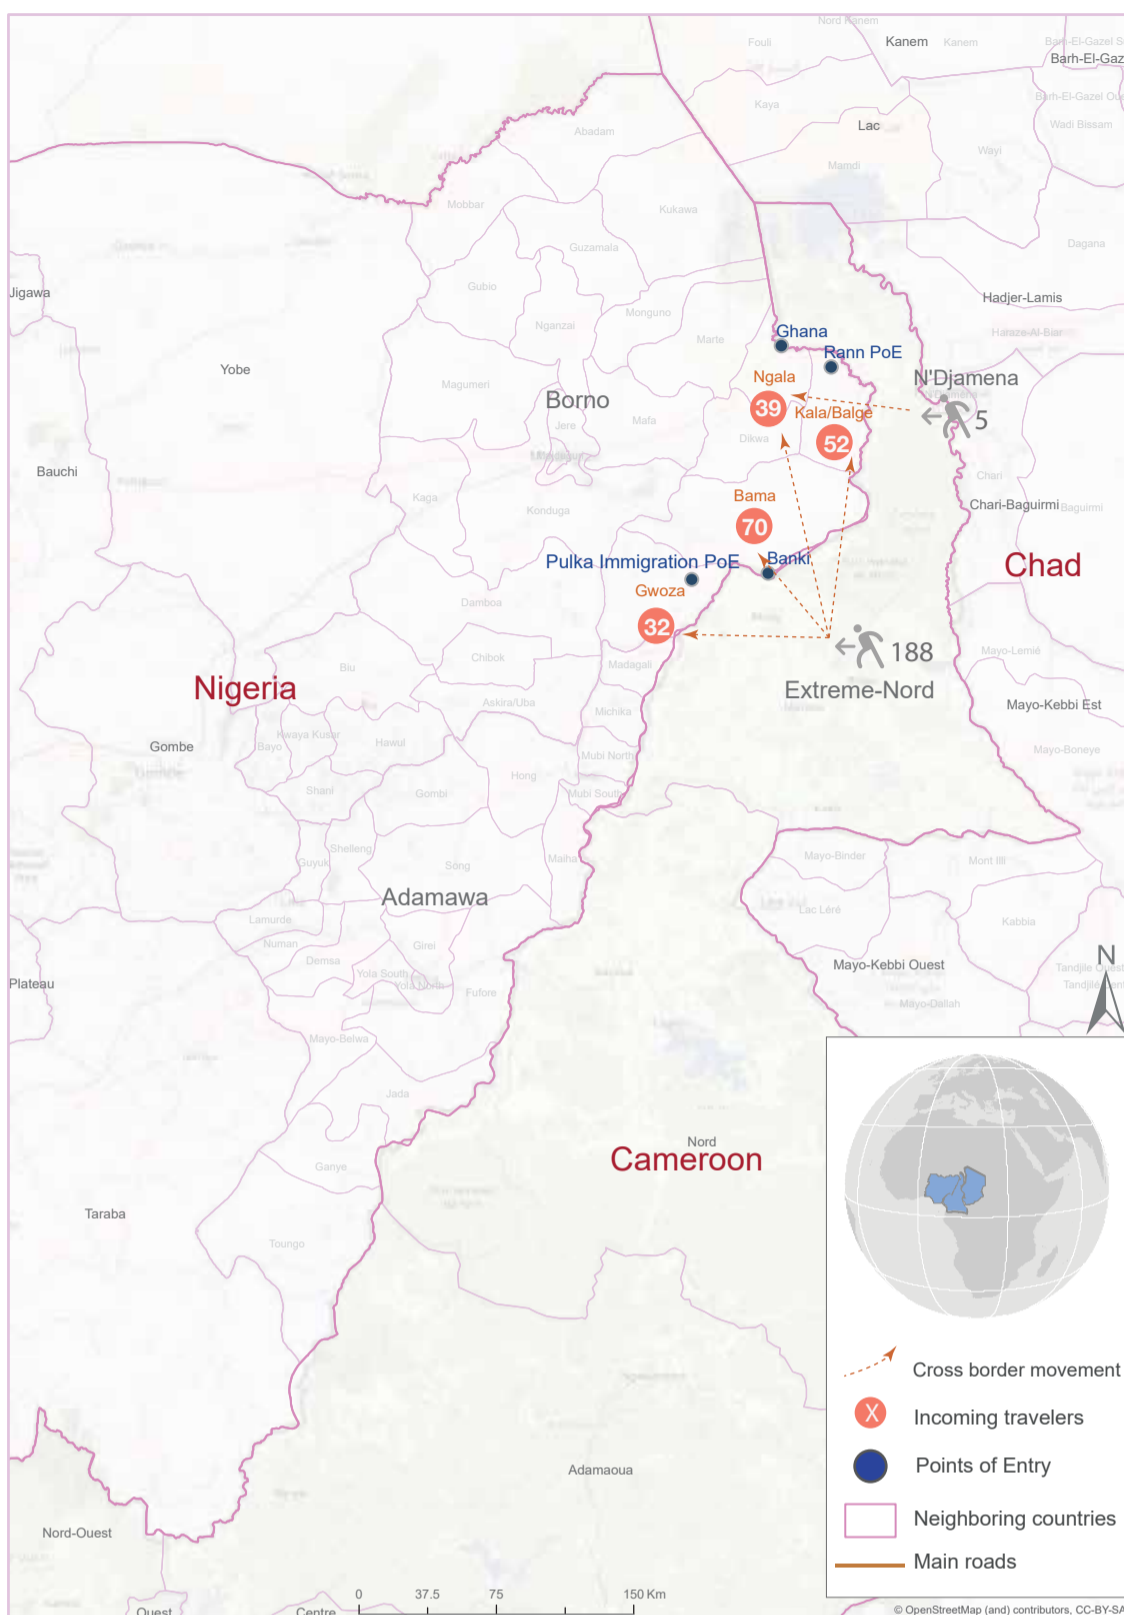 Nord Kanem
Fouli
Kanem
Kanem
Barh-El-Gazel S
Barh-El-Gaz
Kaya
Barh-El-Gazel Oue
Lac
Wadi Bissam
Abadam
Wayi
Mamdi
Mobbar
Kukawa
Guzamala
Dagana
Jigawa
Gubio
Hadjer-Lamis
Monguno
Nganzai
Marte
Ghana
Haraze-Al-Biar
Rann PoE
Yobe
Magumeri
Ngala
N'Djamena
Borno
39
Kala/Balge
5
Mafa
Jere
Dikwa
52
Bauchi
Chari
Kaga
Bama
Konduga
Chari-Baguirmi
Baguirmi
70
Pulka Immigration PoE
Banki
Chad
Gwoza
Damboa
32
188
Chibok
Mayo-Lemié
Biu
Madagali
Nigeria
Extreme-Nord
Askira/Uba
Mayo-Kebbi Est
Michika
Kwaya Kusar
Hawul
Gombe
Bayo
Mubi North
Mayo-Boneye
Hong
Shani
Gombi
Mubi South
Shelleng
Mayo-Binder
Guyuk
Song
Maiha
Mont Illi
Adamawa
Lac Léré
Lamurde
Kabbia
Numan
Girei
Demsa
Mayo-Kebbi Ouest
Tandjile Ouest
Yola South
Yola North
Plateau
Fufore
Tandjile Cent
Mayo-Dallah
N
Mayo-Belwa
Jada
Nord
Cameroon
Ganye
Taraba
Toungo
Cross border movement
X
Incoming travelers
Points of Entry
Adamaoua
Neighboring countries
Nord-Ouest
Main roads
0 37.5 75 150 Km
Ouest
Centre
© OpenStreetMap (and) contributors, CC-BY-SA